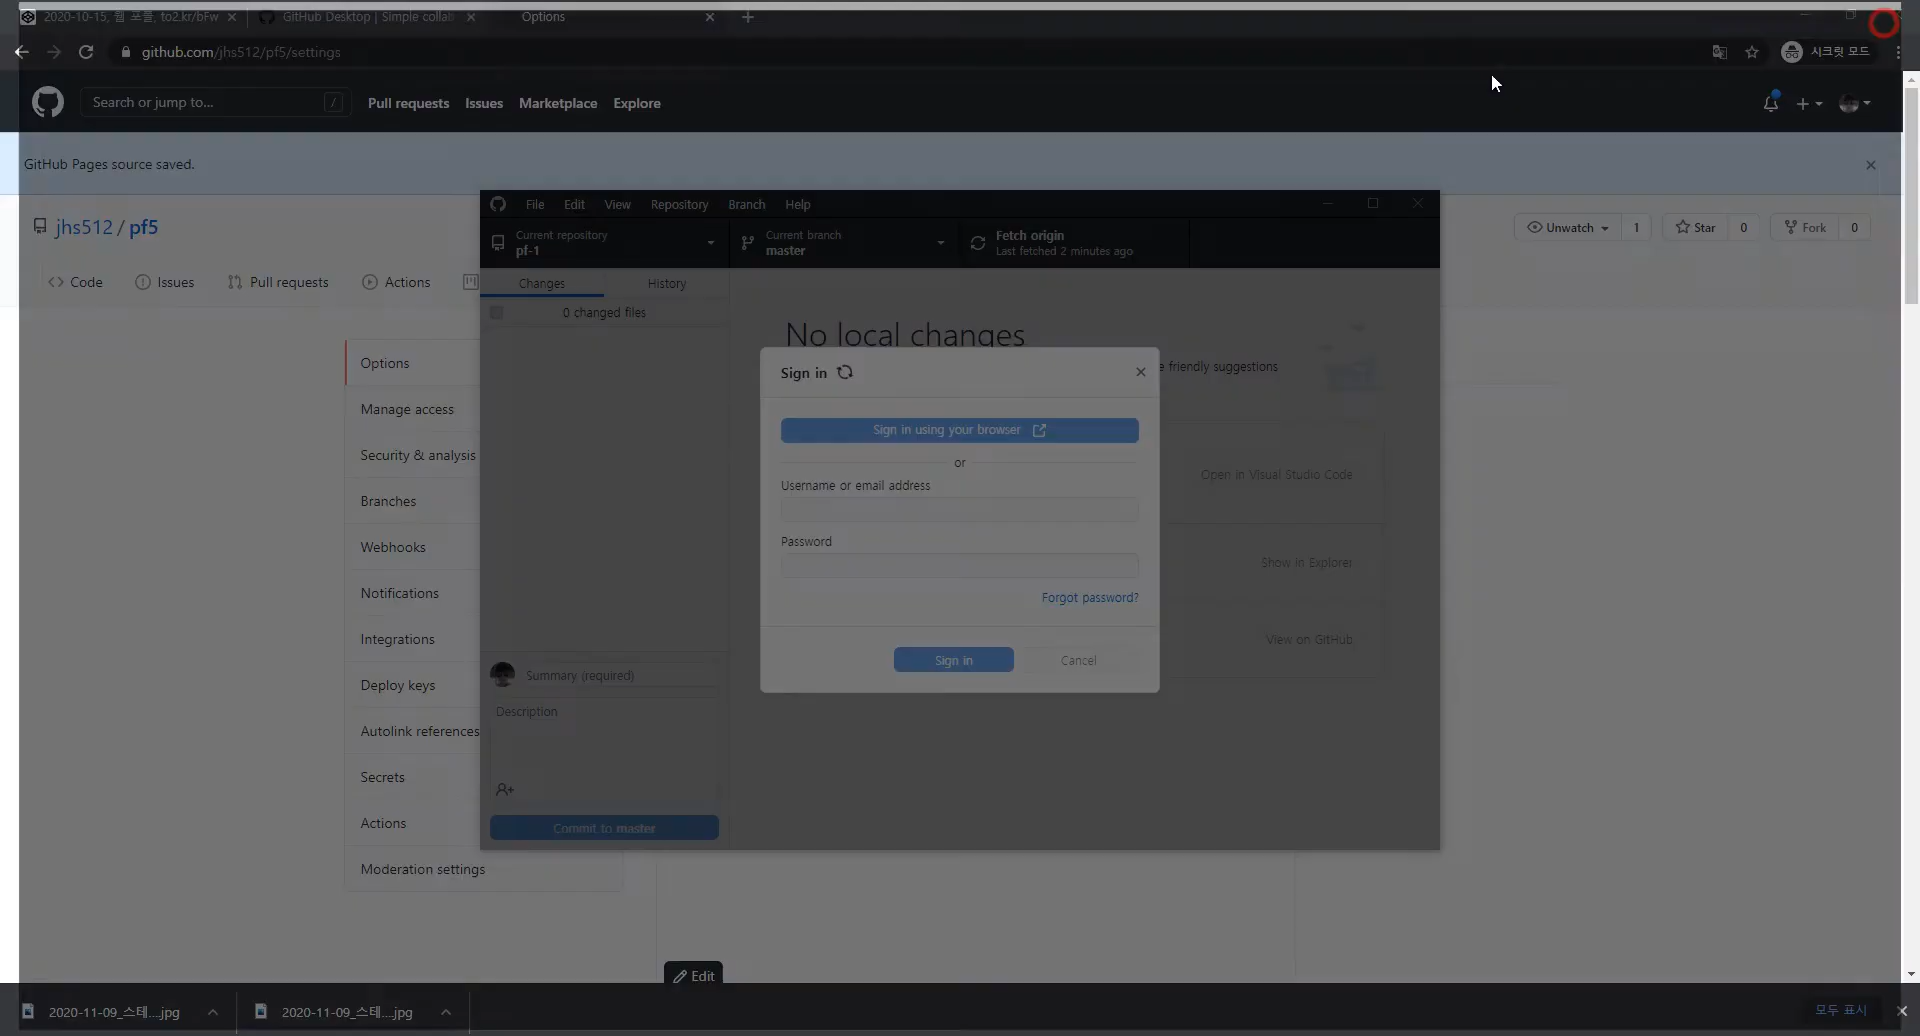 2020-10-15, 웹 포폴, to2.kr/bFw
GitHub Desktop | Simple collab
Options
github.com/jhs512/pf5/settings
시크릿 모드
Search or jump to...
/
Pull requests
Issues
Marketplace
Explore
GitHub Pages source saved.
jhs512 / pf5
Unwatch
1
Star
0
Fork
0
Code
Issues
Pull requests
Actions
Options
Manage access
Security & analysis
Branches
Webhooks
Notifications
Integrations
Deploy keys
Autolink references
Secrets
Actions
Moderation settings
File
Edit
View
Repository
Branch
Help
Current repository
pf-1
Current branch
master
Fetch origin
Last fetched 2 minutes ago
Changes
History
0 changed files
No local changes
e friendly suggestions
Open in Visual Studio Code
Show in Explorer
View on GitHub
Sign in
Sign in using your browser
or
Username or email address
Password
Forgot password?
Sign in
Cancel
Summary (required)
Description
Commit to master
Edit
2020-11-09_스테....jpg
2020-11-09_스테....jpg
모두 표시